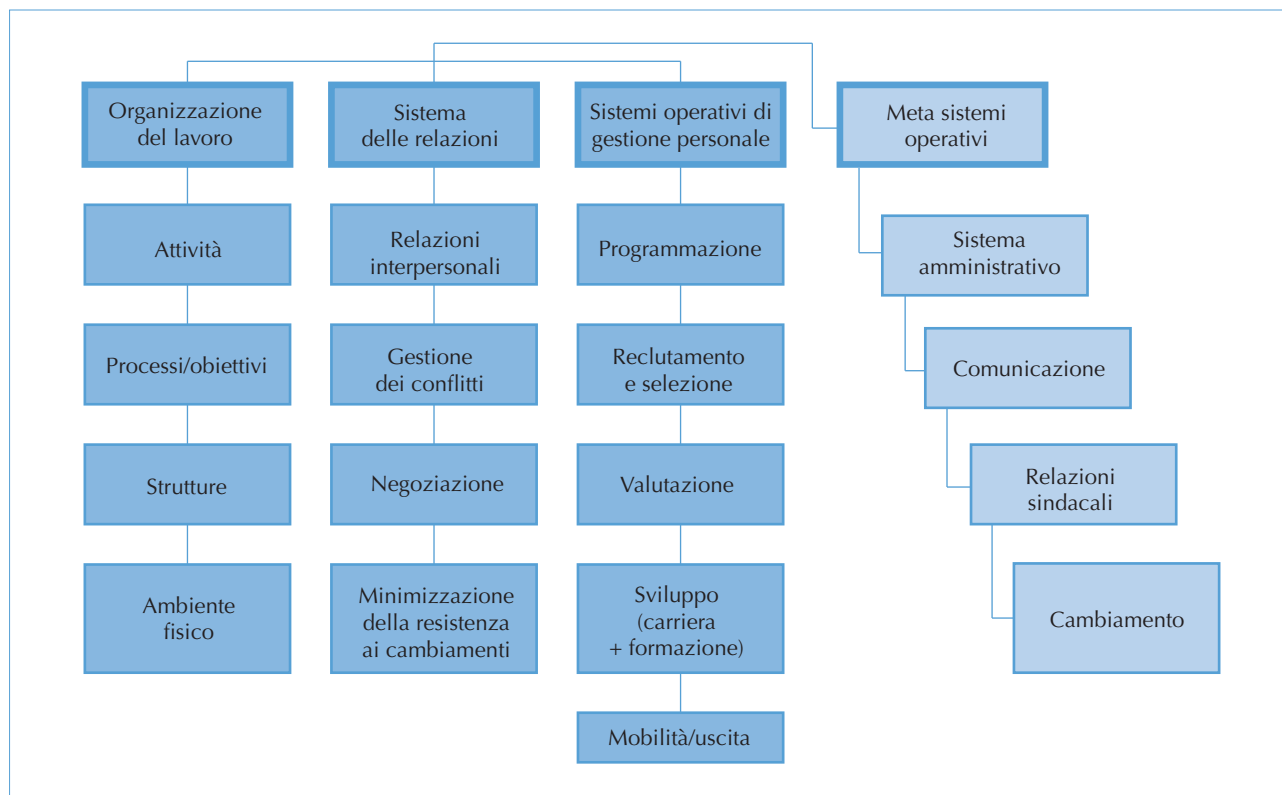 Organizzazione
del lavoro
Sistema
delle relazioni
Sistemi operativi di
gestione personale
Meta sistemi
operativi
Attività
Relazioni
interpersonali
Programmazione
Sistema
amministrativo
Processi/obiettivi
Gestione
dei conflitti
Reclutamento
e selezione
Comunicazione
Strutture
Negoziazione
Valutazione
Relazioni
sindacali
Ambiente
fisico
Minimizzazione
della resistenza
ai cambiamenti
Sviluppo
(carriera
+ formazione)
Cambiamento
Mobilità/uscita